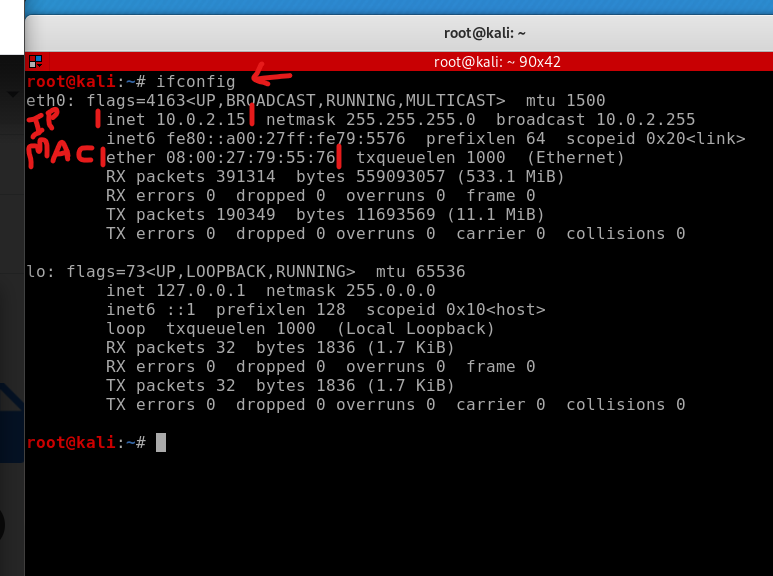 root@kali: ~
root@kali: ~ 90x42
root@kali:~# ifconfig
eth0: flags=4163<UP,BROADCAST,RUNNING,MULTICAST>  mtu 1500
IP inet 10.0.2.15  netmask 255.255.255.0  broadcast 10.0.2.255
inet6 fe80::a00:27ff:fe79:5576  prefixlen 64  scopeid 0x20<link>
MAC ether 08:00:27:79:55:76  txqueuelen 1000  (Ethernet)
RX packets 391314  bytes 559093057 (533.1 MiB)
RX errors 0  dropped 0  overruns 0  frame 0
TX packets 190349  bytes 11693569 (11.1 MiB)
TX errors 0  dropped 0 overruns 0  carrier 0  collisions 0
lo: flags=73<UP,LOOPBACK,RUNNING>  mtu 65536
inet 127.0.0.1  netmask 255.0.0.0
inet6 ::1  prefixlen 128  scopeid 0x10<host>
loop  txqueuelen 1000  (Local Loopback)
RX packets 32  bytes 1836 (1.7 KiB)
RX errors 0  dropped 0  overruns 0  frame 0
TX packets 32  bytes 1836 (1.7 KiB)
TX errors 0  dropped 0 overruns 0  carrier 0  collisions 0
root@kali:~#